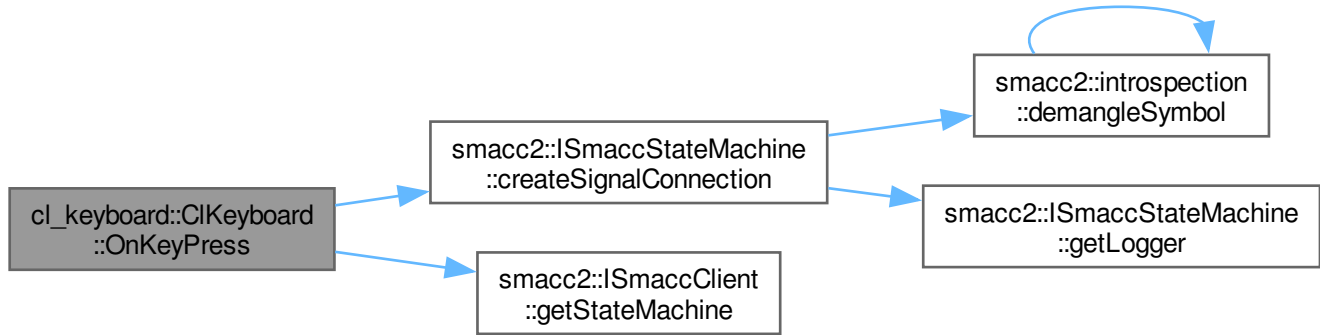 cl_keyboard::ClKeyboard
::OnKeyPress
smacc2::ISmaccStateMachine
::createSignalConnection
smacc2::ISmaccClient
::getStateMachine
smacc2::introspection
::demangleSymbol
smacc2::ISmaccStateMachine
::getLogger